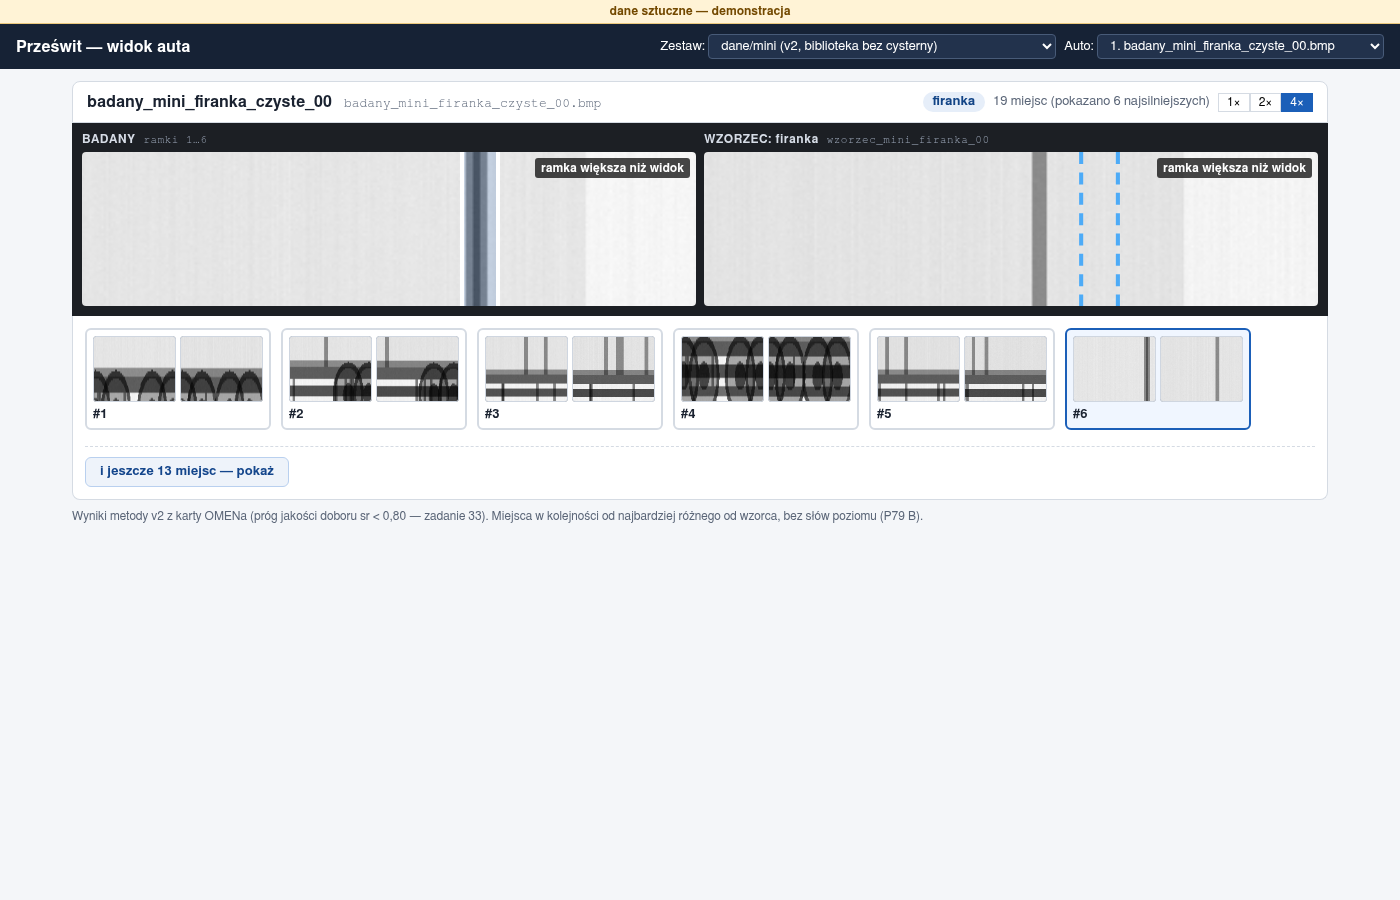 dane sztuczne — demonstracja
Prześwit — widok auta
Zestaw: dane/mini (v2, biblioteka bez cysterny) Auto: 1. badany_mini_firanka_czyste_00.bmp
badany_mini_firanka_czyste_00 badany_mini_firanka_czyste_00.bmp
firanka 19 miejsc (pokazano 6 najsilniejszych) 1× 2× 4×
BADANY ramki 1…6
ramka większa niż widok
WZORZEC: firanka wzorzec_mini_firanka_00
ramka większa niż widok
#1
#2
#3
#4
#5
#6
i jeszcze 13 miejsc — pokaż
Wyniki metody v2 z karty OMENa (próg jakości doboru sr < 0,80 — zadanie 33). Miejsca w kolejności od najbardziej różnego od wzorca, bez słów poziomu (P79 B).